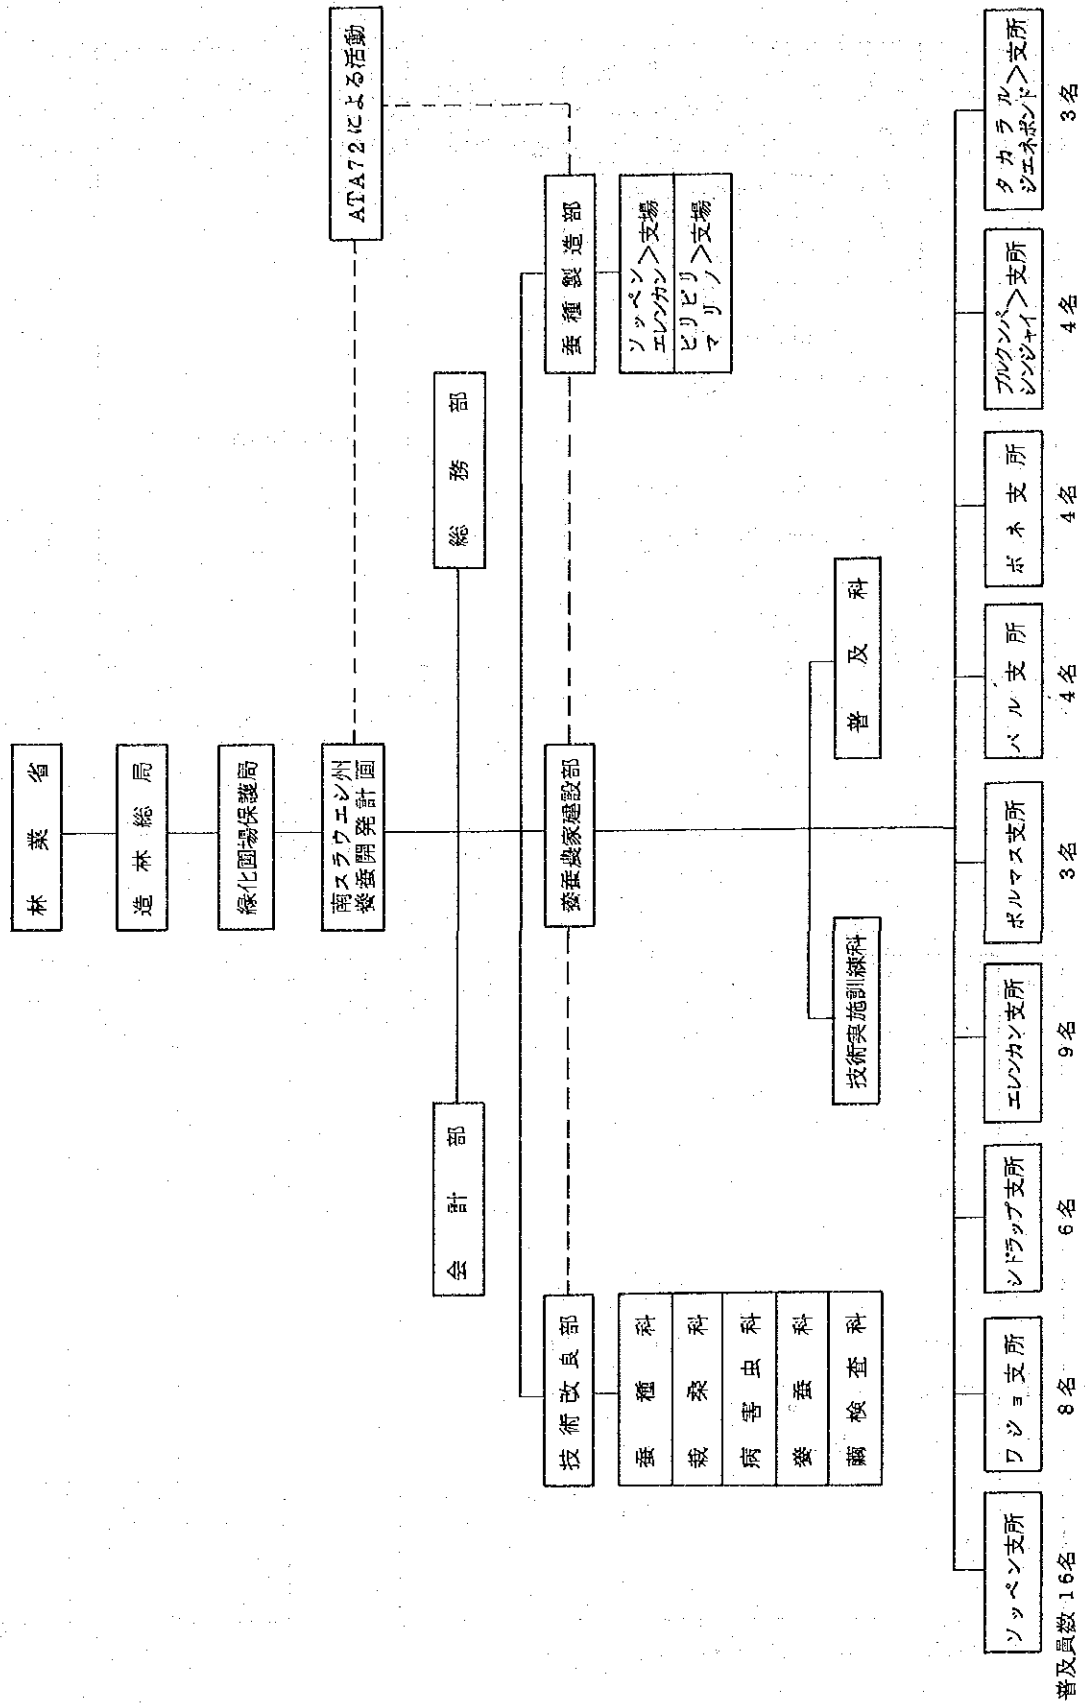 林業省
造林総局
緑化圃場保護局
南スラウエシ州
養蚕開発計画
ATA72による活動
会計部
総務部
技術改良部
養蚕農家建設部
蚕種製造部
蚕種科
栽桑科
病害虫科
養蚕科
繭検査科
ソッペン
エレンカン>支場
ビリビリ
マリノ>支場
技術実施訓練科
普及科
ソッペン支所
ワジョ支所
シドラップ支所
エレンカン支所
ポルマス支所
バル支所
ボネ支所
ブルクンバ
シンジャイ>支所
タカラル
ジエネポンド>支所
普及員数 16名
8名
6名
9名
3名
4名
4名
4名
3名